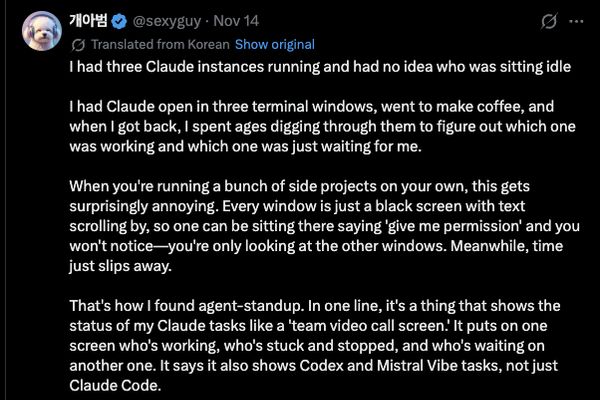 개아범 @sexyguy · Nov 14
Translated from Korean Show original
I had three Claude instances running and had no idea who was sitting idle
I had Claude open in three terminal windows, went to make coffee, and
when I got back, I spent ages digging through them to figure out which one
was working and which one was just waiting for me.
When you're running a bunch of side projects on your own, this gets
surprisingly annoying. Every window is just a black screen with text
scrolling by, so one can be sitting there saying 'give me permission' and you
won't notice—you're only looking at the other windows. Meanwhile, time
just slips away.
That's how I found agent-standup. In one line, it's a thing that shows the
status of my Claude tasks like a 'team video call screen.' It puts on one
screen who's working, who's stuck and stopped, and who's waiting on
another one. It says it also shows Codex and Mistral Vibe tasks, not just
Claude Code.